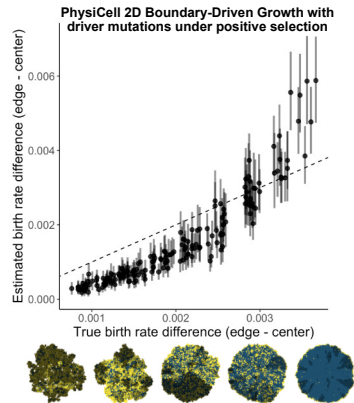 PhysiCell 2D Boundary-Driven Growth with
driver mutations under positive selection
Estimated birth rate difference (edge - center)
0.006
0.004
0.002
0.000
0.001
0.002
0.003
True birth rate difference (edge - center)